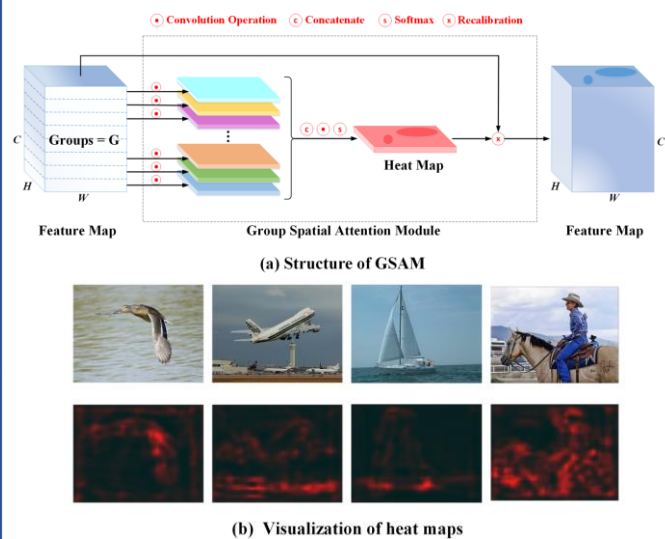 Convolution Operation C Concatenate S Softmax × Recalibration
Groups = G
C
H
W
Feature Map
C S
Heat Map
×
Group Spatial Attention Module
C
H
W
Feature Map
(a) Structure of GSAM
(b) Visualization of heat maps